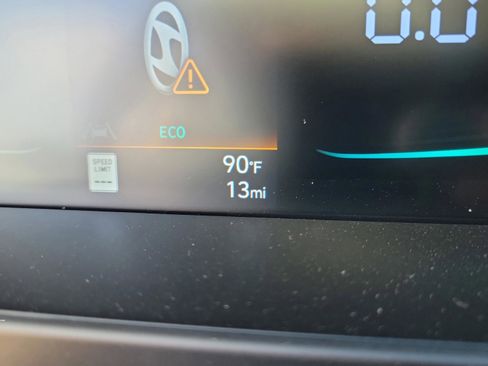 0.0
ECO
SPEED
LIMIT
---
90°F
13mi